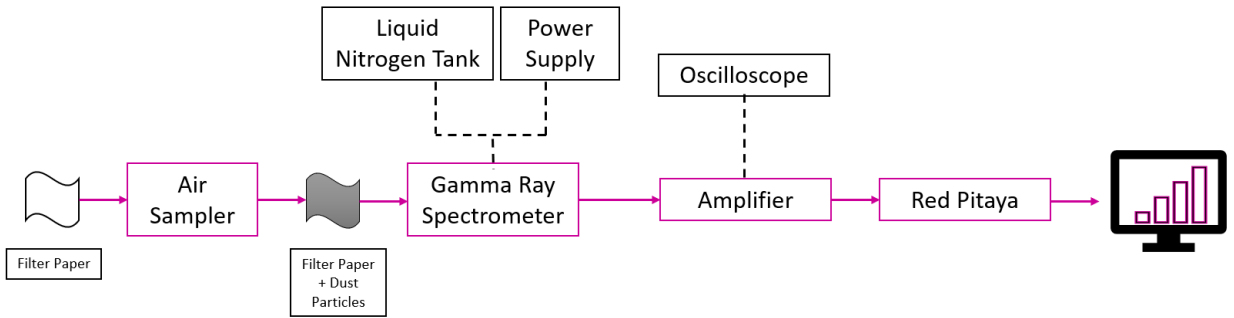 Liquid
Nitrogen Tank
Power
Supply
Oscilloscope
Air
Sampler
Gamma Ray
Spectrometer
Amplifier
Red Pitaya
Filter Paper
Filter Paper
+ Dust
Particles